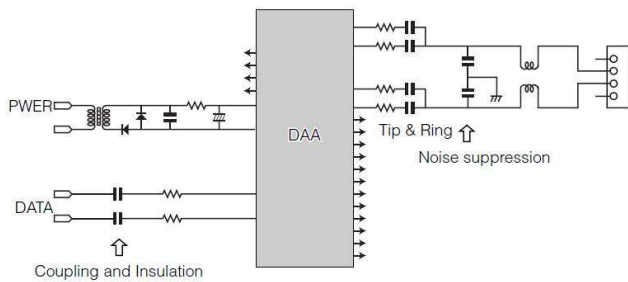 PWER
DAA
Tip & Ring
Noise suppression
DATA
Coupling and Insulation